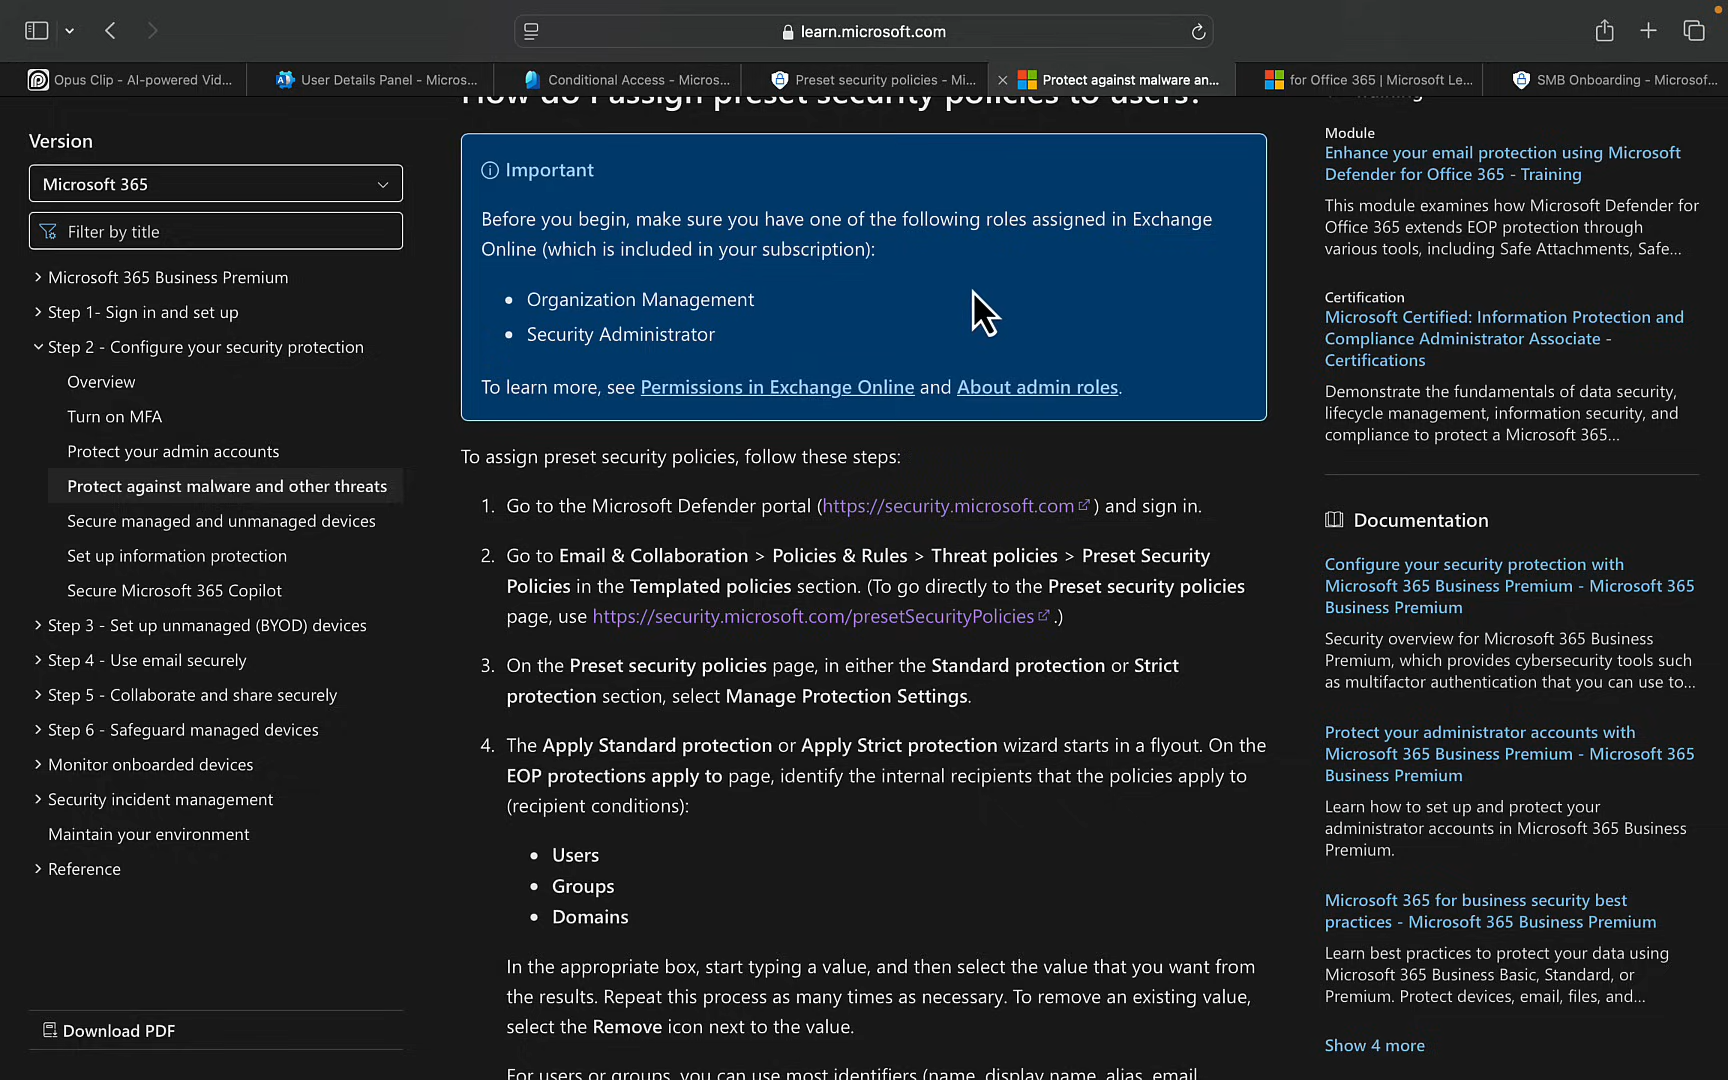 learn.microsoft.com
Opus Clip - AI-powered Vid...
User Details Panel - Micros...
Conditional Access - Micros...
Preset security policies - Mi...
Protect against malware an...
for Office 365 | Microsoft Le...
SMB Onboarding - Microsof...
Version
Microsoft 365
Filter by title
Microsoft 365 Business Premium
Step 1- Sign in and set up
Step 2 - Configure your security protection
Overview
Turn on MFA
Protect your admin accounts
Protect against malware and other threats
Secure managed and unmanaged devices
Set up information protection
Secure Microsoft 365 Copilot
Step 3 - Set up unmanaged (BYOD) devices
Step 4 - Use email securely
Step 5 - Collaborate and share securely
Step 6 - Safeguard managed devices
Monitor onboarded devices
Security incident management
Maintain your environment
Reference
Download PDF
How do I assign preset security policies to users?
Important
Before you begin, make sure you have one of the following roles assigned in Exchange
Online (which is included in your subscription):
• Organization Management
• Security Administrator
To learn more, see Permissions in Exchange Online and About admin roles.
To assign preset security policies, follow these steps:
1. Go to the Microsoft Defender portal (https://security.microsoft.com) and sign in.
2. Go to Email & Collaboration > Policies & Rules > Threat policies > Preset Security
Policies in the Templated policies section. (To go directly to the Preset security policies
page, use https://security.microsoft.com/presetSecurityPolicies.)
3. On the Preset security policies page, in either the Standard protection or Strict
protection section, select Manage Protection Settings.
4. The Apply Standard protection or Apply Strict protection wizard starts in a flyout. On the
EOP protections apply to page, identify the internal recipients that the policies apply to
(recipient conditions):
• Users
• Groups
• Domains
In the appropriate box, start typing a value, and then select the value that you want from
the results. Repeat this process as many times as necessary. To remove an existing value,
select the Remove icon next to the value.
For users or groups, you can use most identifiers (name, display name, alias, email
Training
Module
Enhance your email protection using Microsoft
Defender for Office 365 - Training
This module examines how Microsoft Defender for
Office 365 extends EOP protection through
various tools, including Safe Attachments, Safe...
Certification
Microsoft Certified: Information Protection and
Compliance Administrator Associate -
Certifications
Demonstrate the fundamentals of data security,
lifecycle management, information security, and
compliance to protect a Microsoft 365...
Documentation
Configure your security protection with
Microsoft 365 Business Premium - Microsoft 365
Business Premium
Security overview for Microsoft 365 Business
Premium, which provides cybersecurity tools such
as multifactor authentication that you can use to...
Protect your administrator accounts with
Microsoft 365 Business Premium - Microsoft 365
Business Premium
Learn how to set up and protect your
administrator accounts in Microsoft 365 Business
Premium.
Microsoft 365 for business security best
practices - Microsoft 365 Business Premium
Learn best practices to protect your data using
Microsoft 365 Business Basic, Standard, or
Premium. Protect devices, email, files, and...
Show 4 more